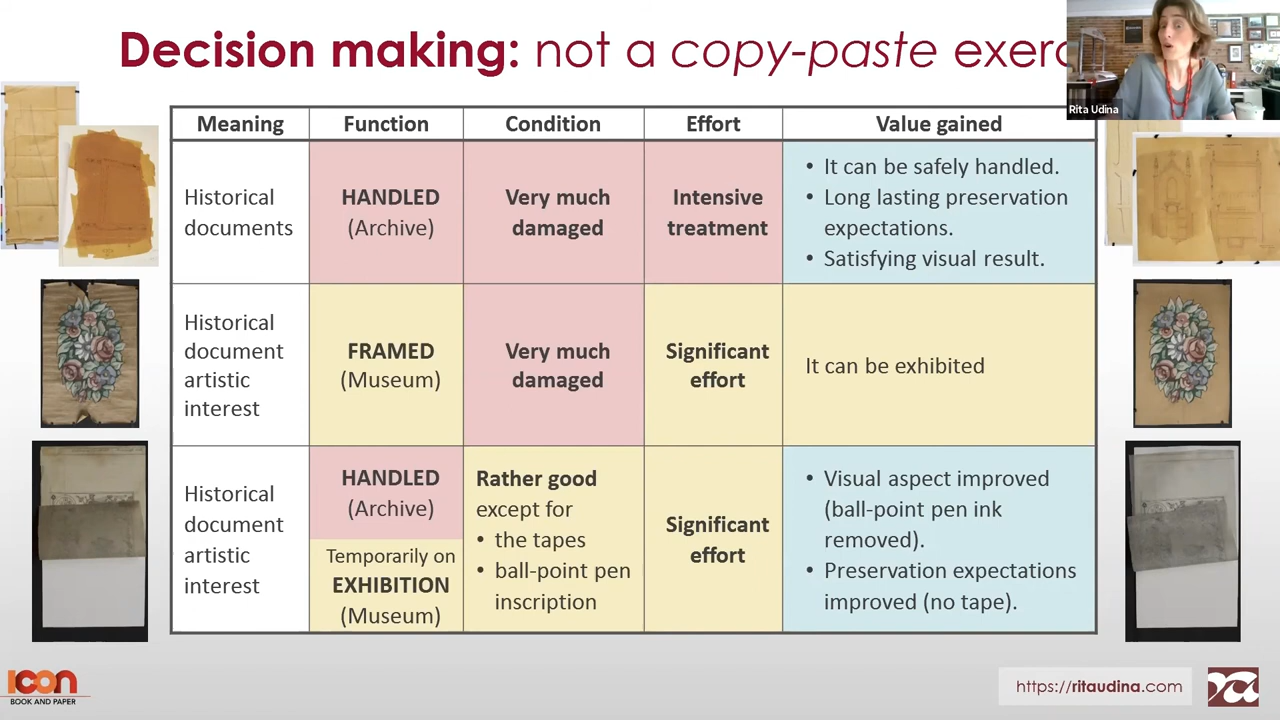 Decision making: not a copy-paste exerc
Rita Udina
Meaning
Function
Condition
Effort
Value gained
Historical
documents
HANDLED
(Archive)
Very much
damaged
Intensive
treatment
• It can be safely handled.
• Long lasting preservation
expectations.
• Satisfying visual result.
Historical
document
artistic
interest
FRAMED
(Museum)
Very much
damaged
Significant
effort
It can be exhibited
Historical
document
artistic
interest
HANDLED
(Archive)
Temporarily on
EXHIBITION
(Museum)
Rather good
except for
• the tapes
• ball-point pen
inscription
Significant
effort
• Visual aspect improved
(ball-point pen ink
removed).
• Preservation expectations
improved (no tape).
icon
BOOK AND PAPER
https://ritaudina.com